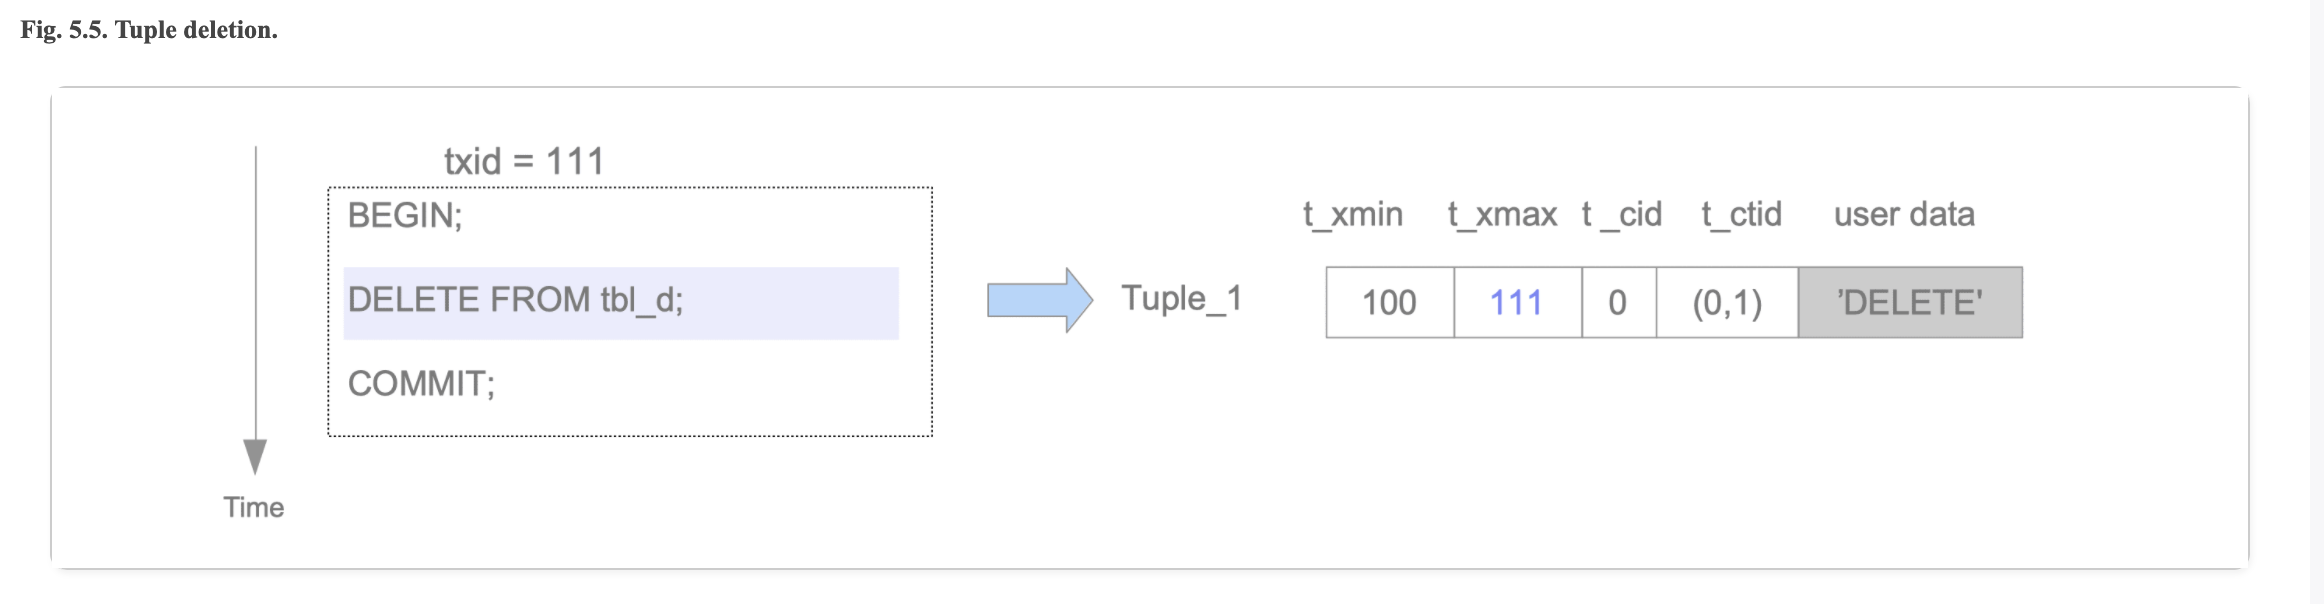 Fig. 5.5. Tuple deletion.
txid = 111
BEGIN;
DELETE FROM tbl_d;
COMMIT;
Time
t_xmin t_xmax t _cid t_ctid user data
Tuple_1 100 111 0 (0,1) 'DELETE'